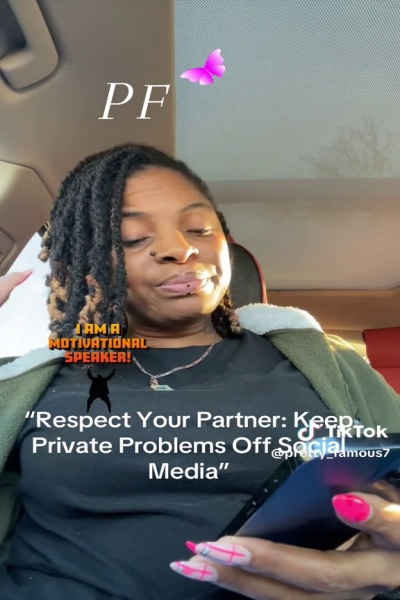 PF
I AM A
MOTIVATIONAL
SPEAKER!
“Respect Your Partner: Keep
Private Problems Off Social
Media”
TikTok
@pretty_famous7